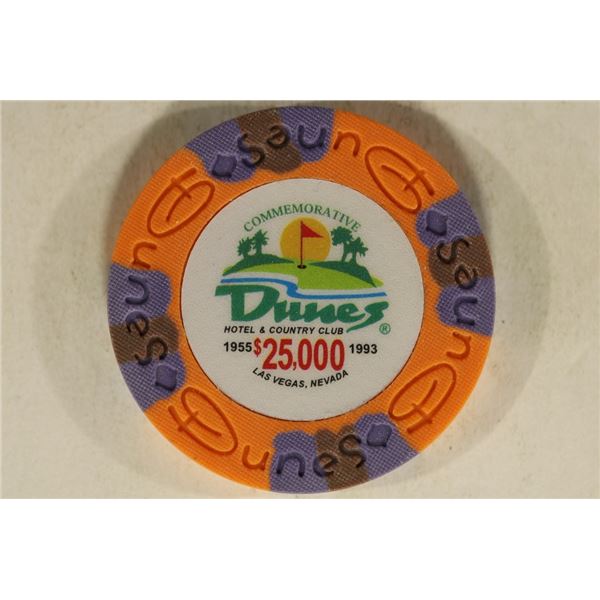 COMMEMORATIVE
Dunes®
HOTEL & COUNTRY CLUB
1955 $25,000 1993
LAS VEGAS, NEVADA
Dunes
Dunes
Dunes
Dunes